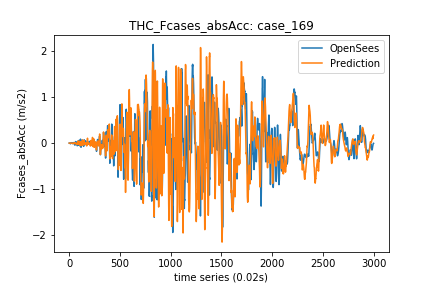 THC_Fcases_absAcc: case_169
OpenSees
Prediction
Fcases_absAcc (m/s2)
2
1
0
−1
−2
0 500 1000 1500 2000 2500 3000
time series (0.02s)